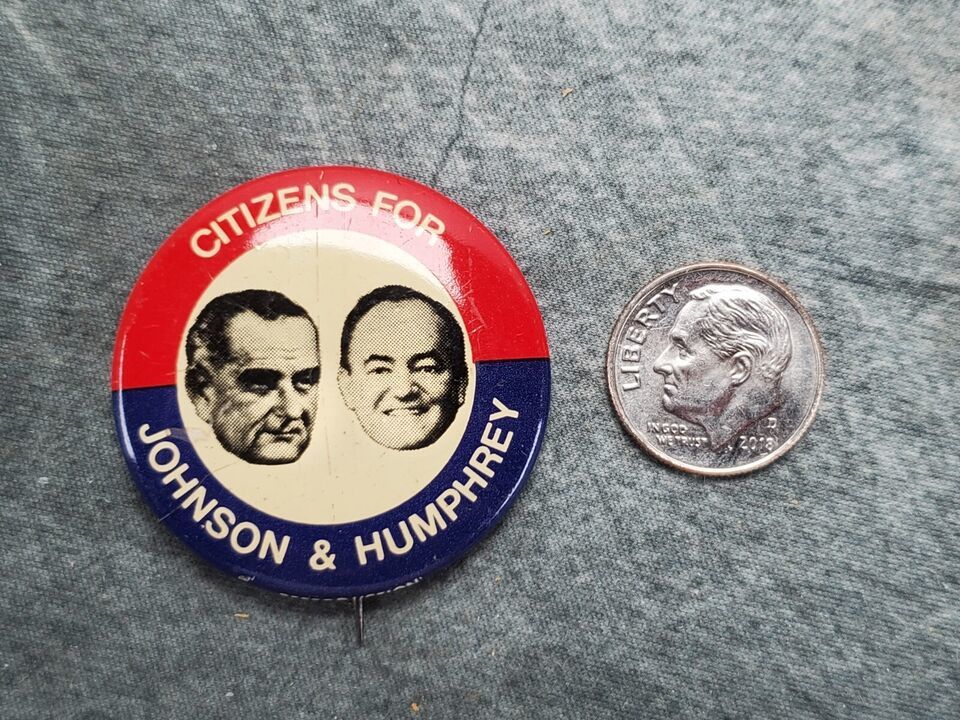 CITIZENS FOR
JOHNSON & HUMPHREY
LIBERTY
IN GOD
WE TRUST
D
2018